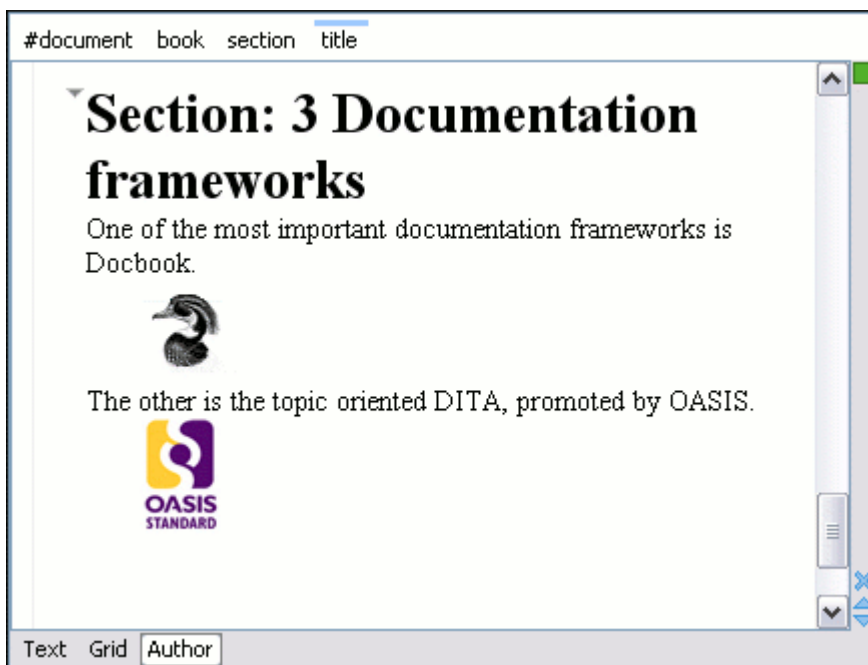 #document book section title
Section: 3 Documentation
frameworks
One of the most important documentation frameworks is
Docbook.
The other is the topic oriented DITA, promoted by OASIS.
OASIS
STANDARD
Text Grid Author